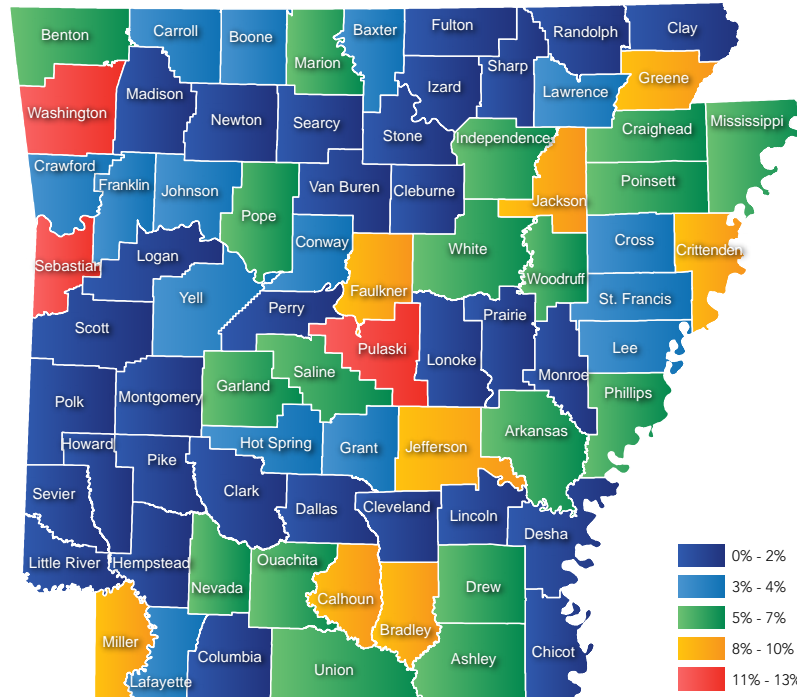 Benton
Carroll
Boone
Marion
Baxter
Fulton
Randolph
Clay
Washington
Madison
Newton
Searcy
Stone
Izard
Sharp
Lawrence
Greene
Craighead
Mississippi
Independence
Jackson
Poinsett
Crawford
Franklin
Johnson
Pope
Van Buren
Cleburne
Conway
Faulkner
White
Woodruff
Cross
Crittenden
St. Francis
Sebastian
Logan
Yell
Perry
Scott
Pulaski
Lonoke
Prairie
Monroe
Lee
Phillips
Polk
Montgomery
Garland
Saline
Hot Spring
Grant
Jefferson
Arkansas
Howard
Pike
Sevier
Clark
Dallas
Cleveland
Lincoln
Desha
Little River
Hempstead
Nevada
Ouachita
Calhoun
Bradley
Drew
Miller
Lafayette
Columbia
Union
Ashley
Chicot
0% - 2%
3% - 4%
5% - 7%
8% - 10%
11% - 13%